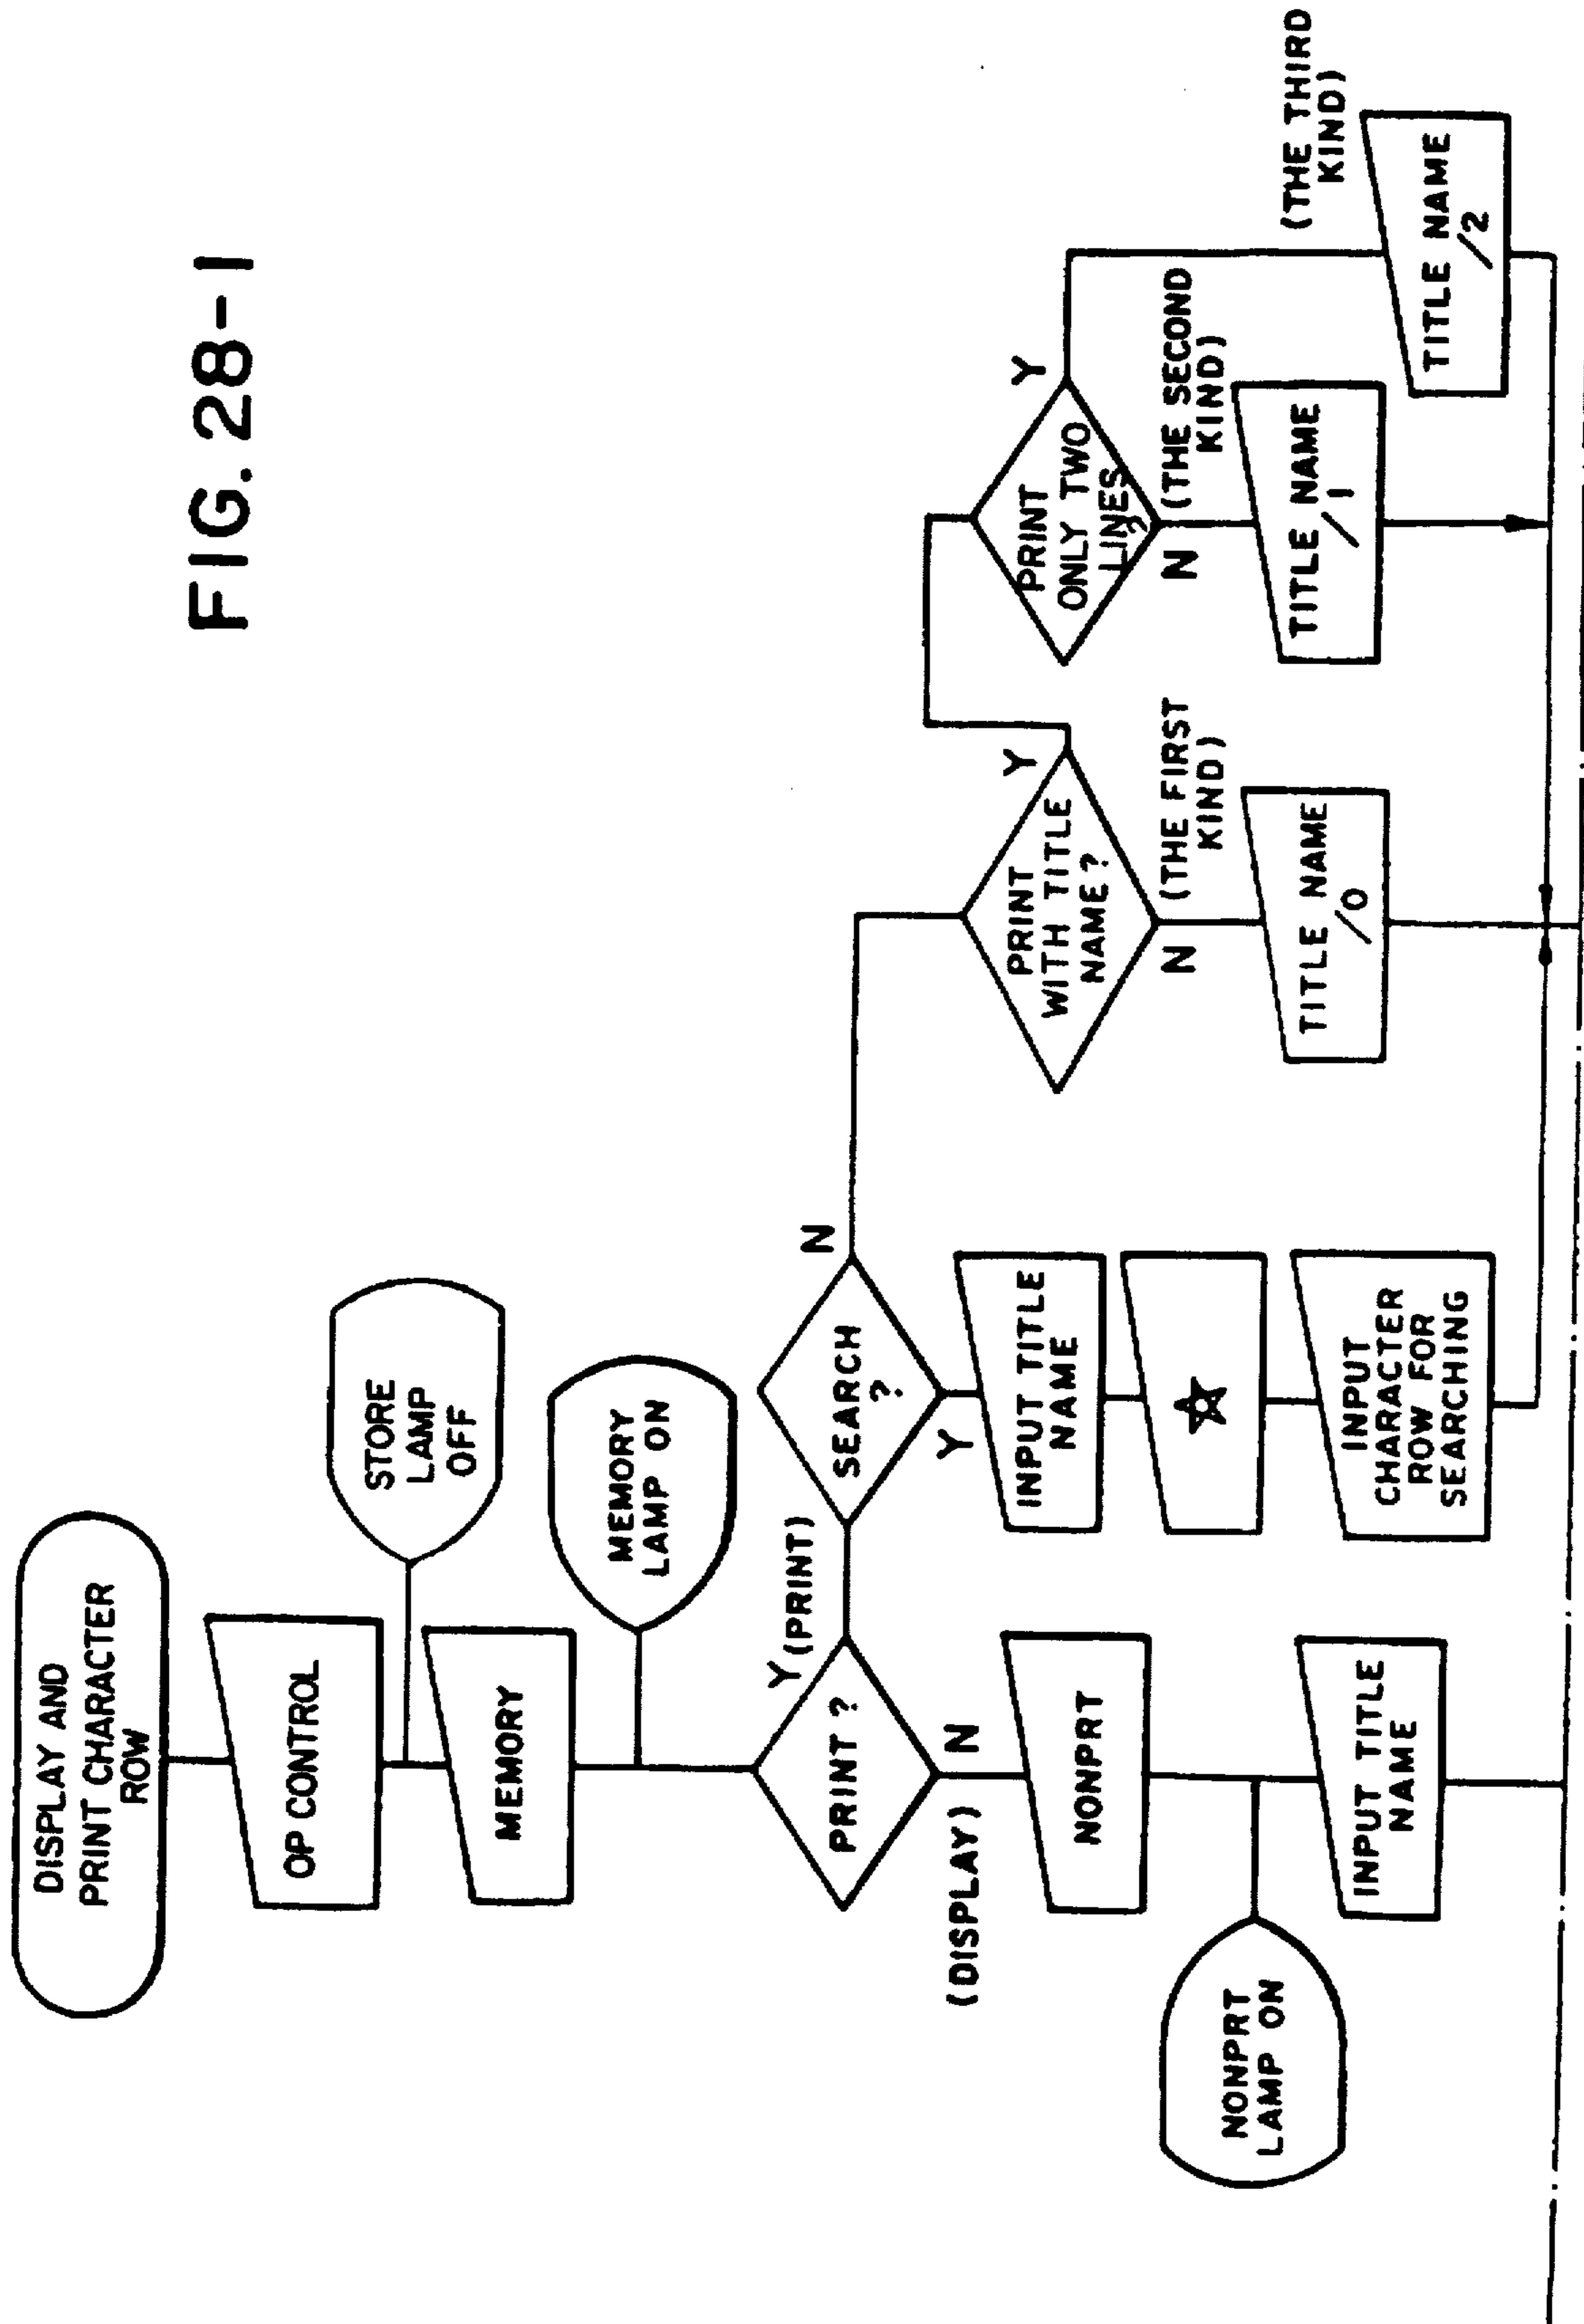 FIG. 28-1
DISPLAY AND
PRINT CHARACTER
ROW
OP CONTROL
STORE
LAMP
OFF
MEMORY
MEMORY
LAMP ON
PRINT ?
Y (PRINT)
N
(DISPLAY)
NONPRT
NONPRT
LAMP ON
INPUT TITLE
NAME
SEARCH
?
N
Y
INPUT TITLE
NAME
☆
INPUT
CHARACTER
ROW FOR
SEARCHING
PRINT
WITH TITLE
NAME ?
Y
N
(THE FIRST
KIND)
TITLE NAME
/0
PRINT
ONLY TWO
LINES?
Y
N
(THE SECOND
KIND)
TITLE NAME
/1
(THE THIRD
KIND)
TITLE NAME
/2